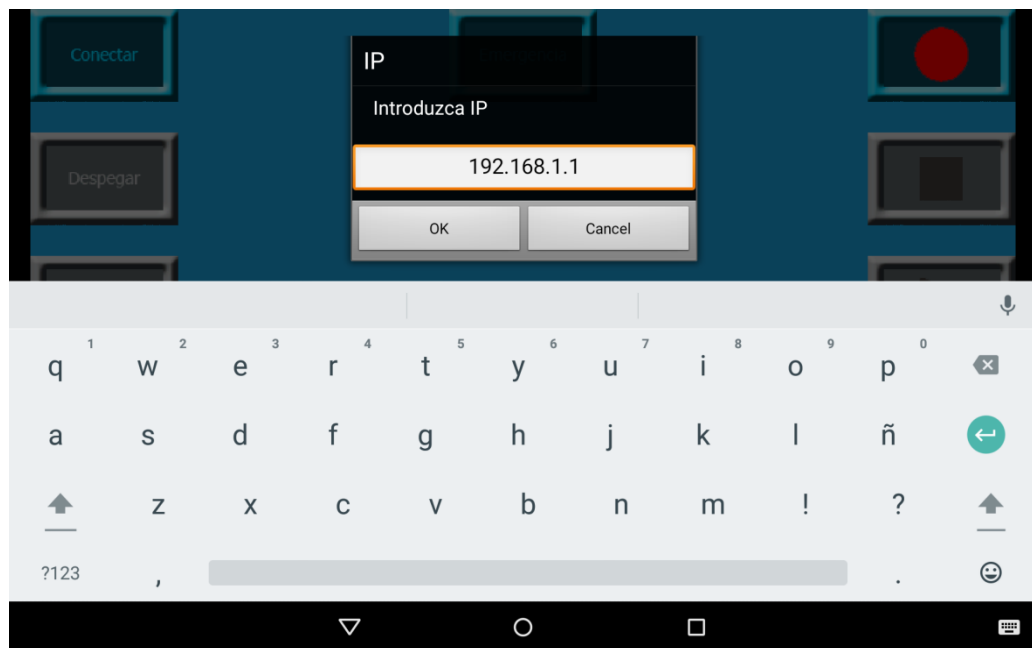 Conectar
IP
Introduzca IP
192.168.1.1
Despegar
OK
Cancel
1 2 3 4 5 6 7 8 9 0
q w e r t y u i o p
a s d f g h j k l ñ
z x c v b n m ! ?
?123 , .